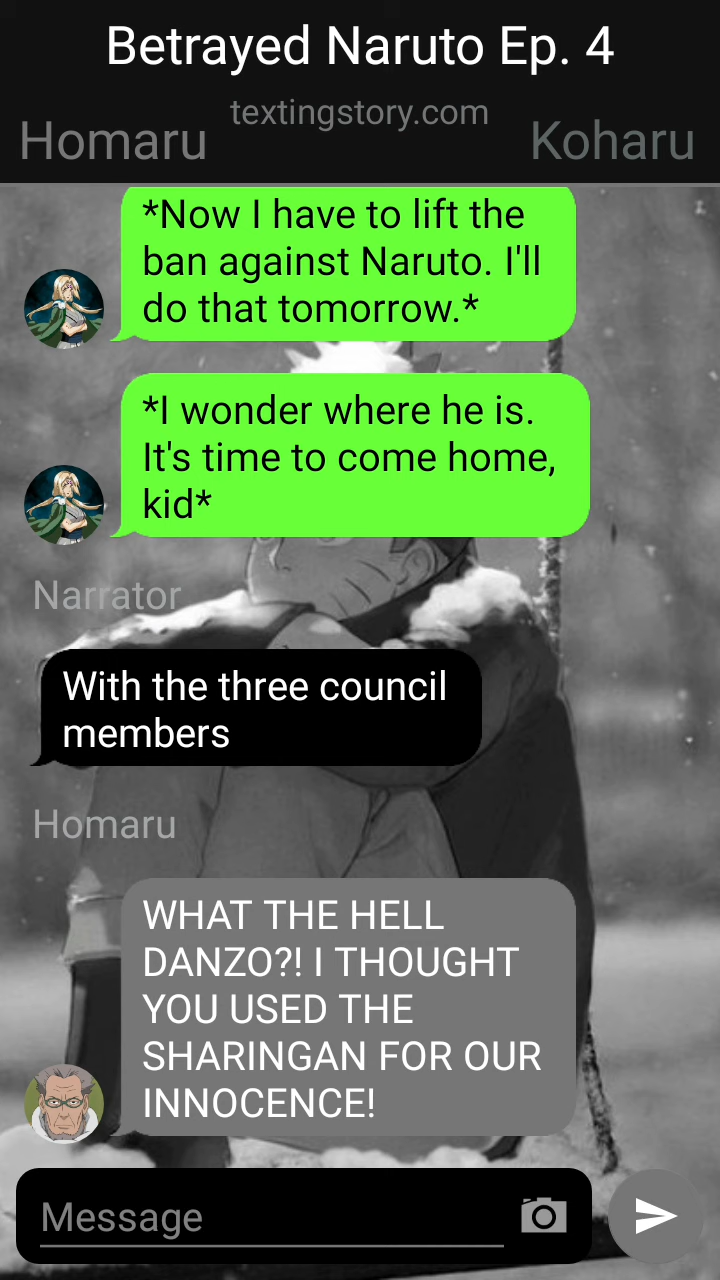 Betrayed Naruto Ep. 4
textingstory.com
Homaru
Koharu
*Now I have to lift the
ban against Naruto. I'll
do that tomorrow.*
*I wonder where he is.
It's time to come home,
kid*
Narrator
With the three council
members
Homaru
WHAT THE HELL
DANZO?! I THOUGHT
YOU USED THE
SHARINGAN FOR OUR
INNOCENCE!
Message